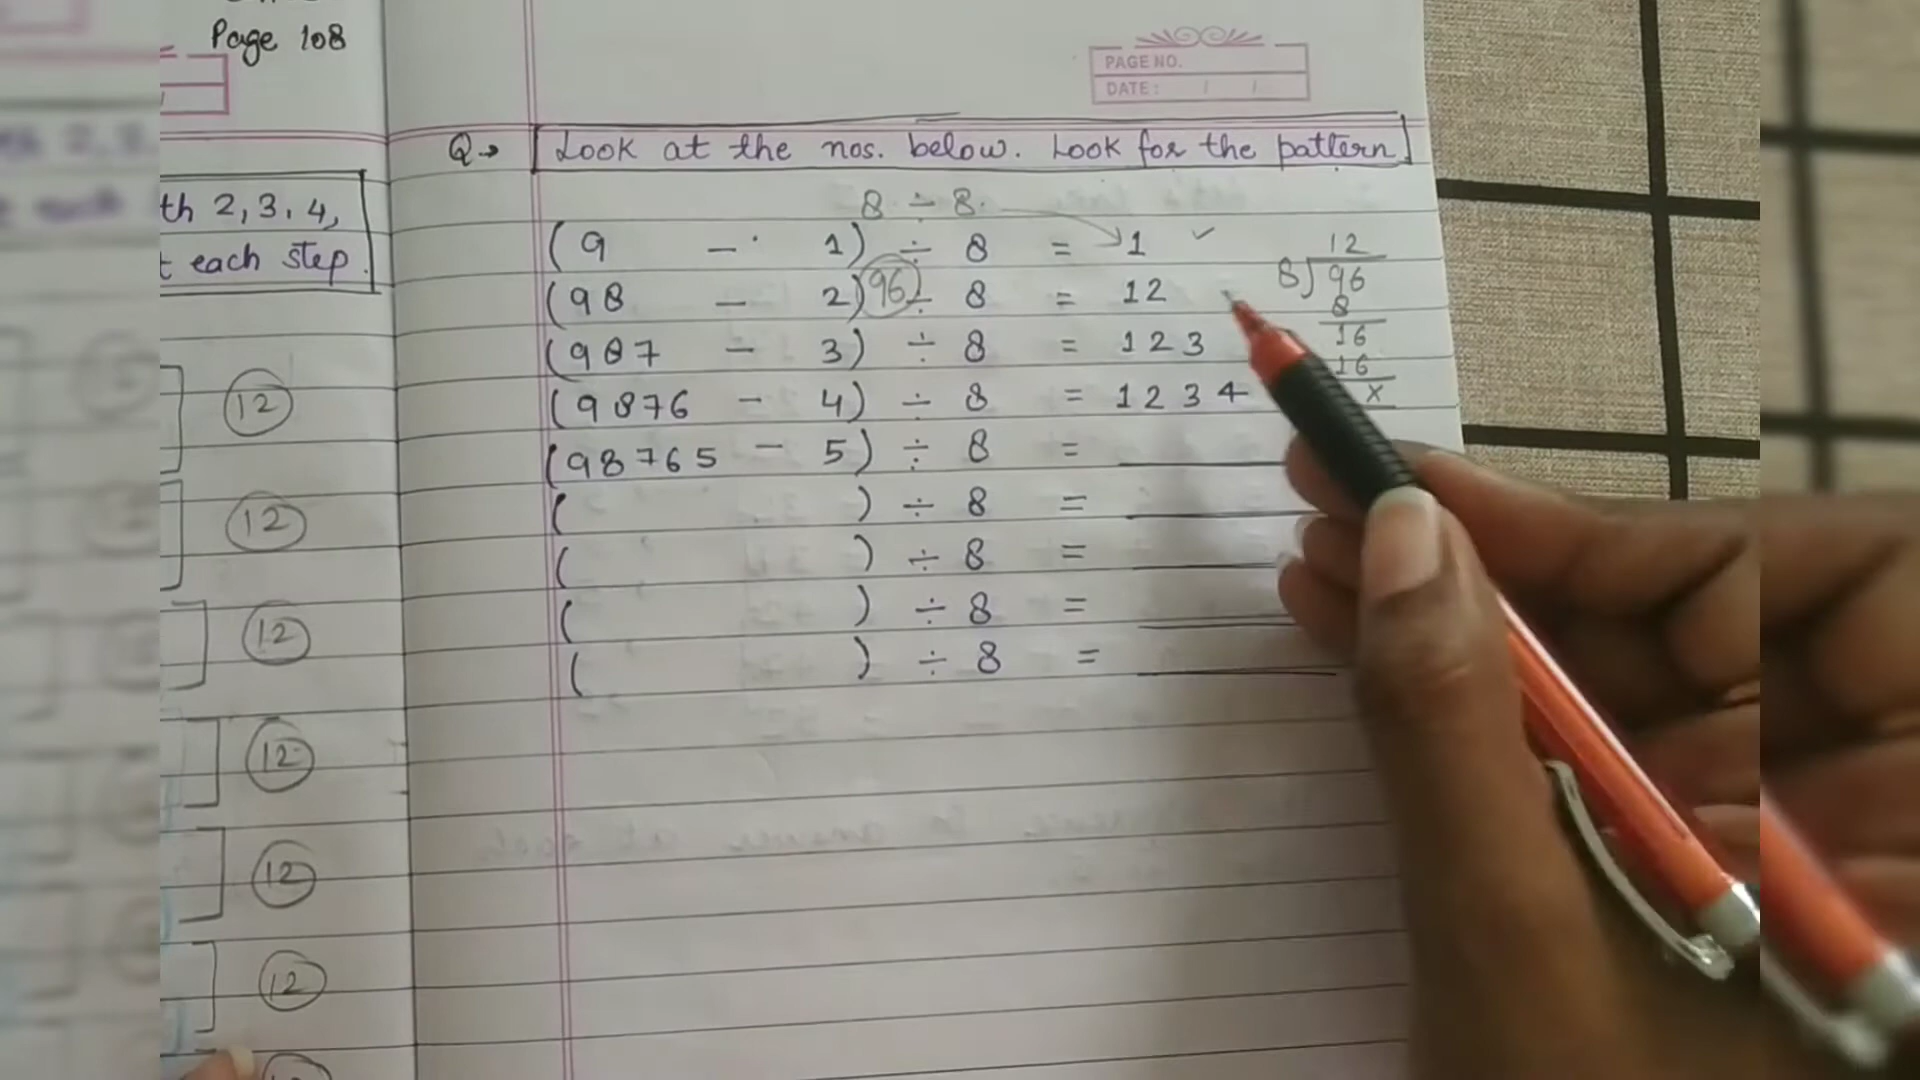 Page 108
PAGE NO.
DATE: / /
Q → Look at the nos. below. Look for the pattern
th 2, 3, 4,
t each step.
8 ÷ 8
(9 - 1) ÷ 8 = 1 ✓
(98 - 2) 96 ÷ 8 = 12
(987 - 3) ÷ 8 = 123
(9876 - 4) ÷ 8 = 1234
(98765 - 5) ÷ 8 =
( ) ÷ 8 =
( ) ÷ 8 =
( ) ÷ 8 =
( ) ÷ 8 =
12
8)96
8
16
16
x
12
12
12
12
12
12